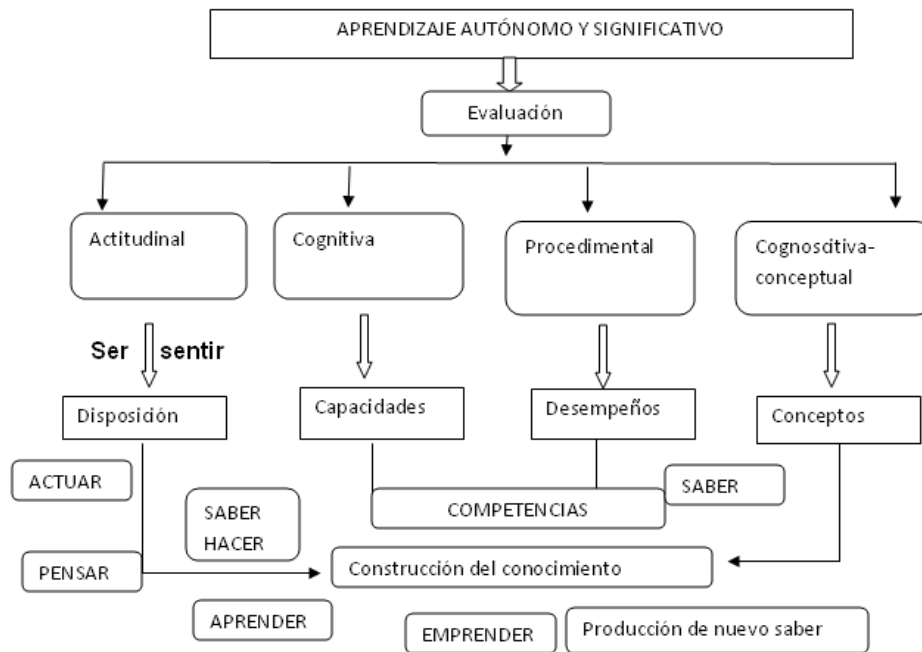 APRENDIZAJE AUTÓNOMO Y SIGNIFICATIVO
Evaluación
Actitudinal
Cognitiva
Procedimental
Cognoscitiva-
conceptual
Ser sentir
Disposición
Capacidades
Desempeños
Conceptos
ACTUAR
SABER
HACER
COMPETENCIAS
SABER
PENSAR
Construcción del conocimiento
APRENDER
EMPRENDER
Producción de nuevo saber